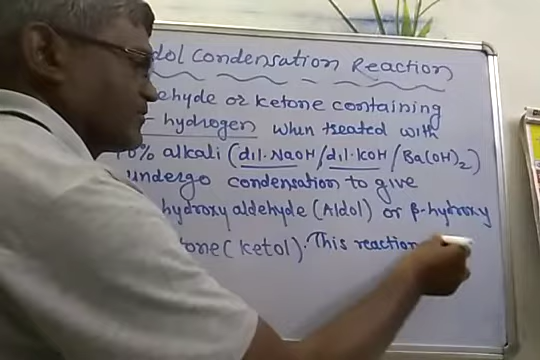 dol Condensation Reaction
ehyde or ketone containing
hydrogen when treated with
% alkali (dil. NaOH/dil. KOH/Ba(OH)2)
undergo condensation to give
hydroxy aldehyde (Aldol) or β-hydroxy
tone (ketol). This reaction